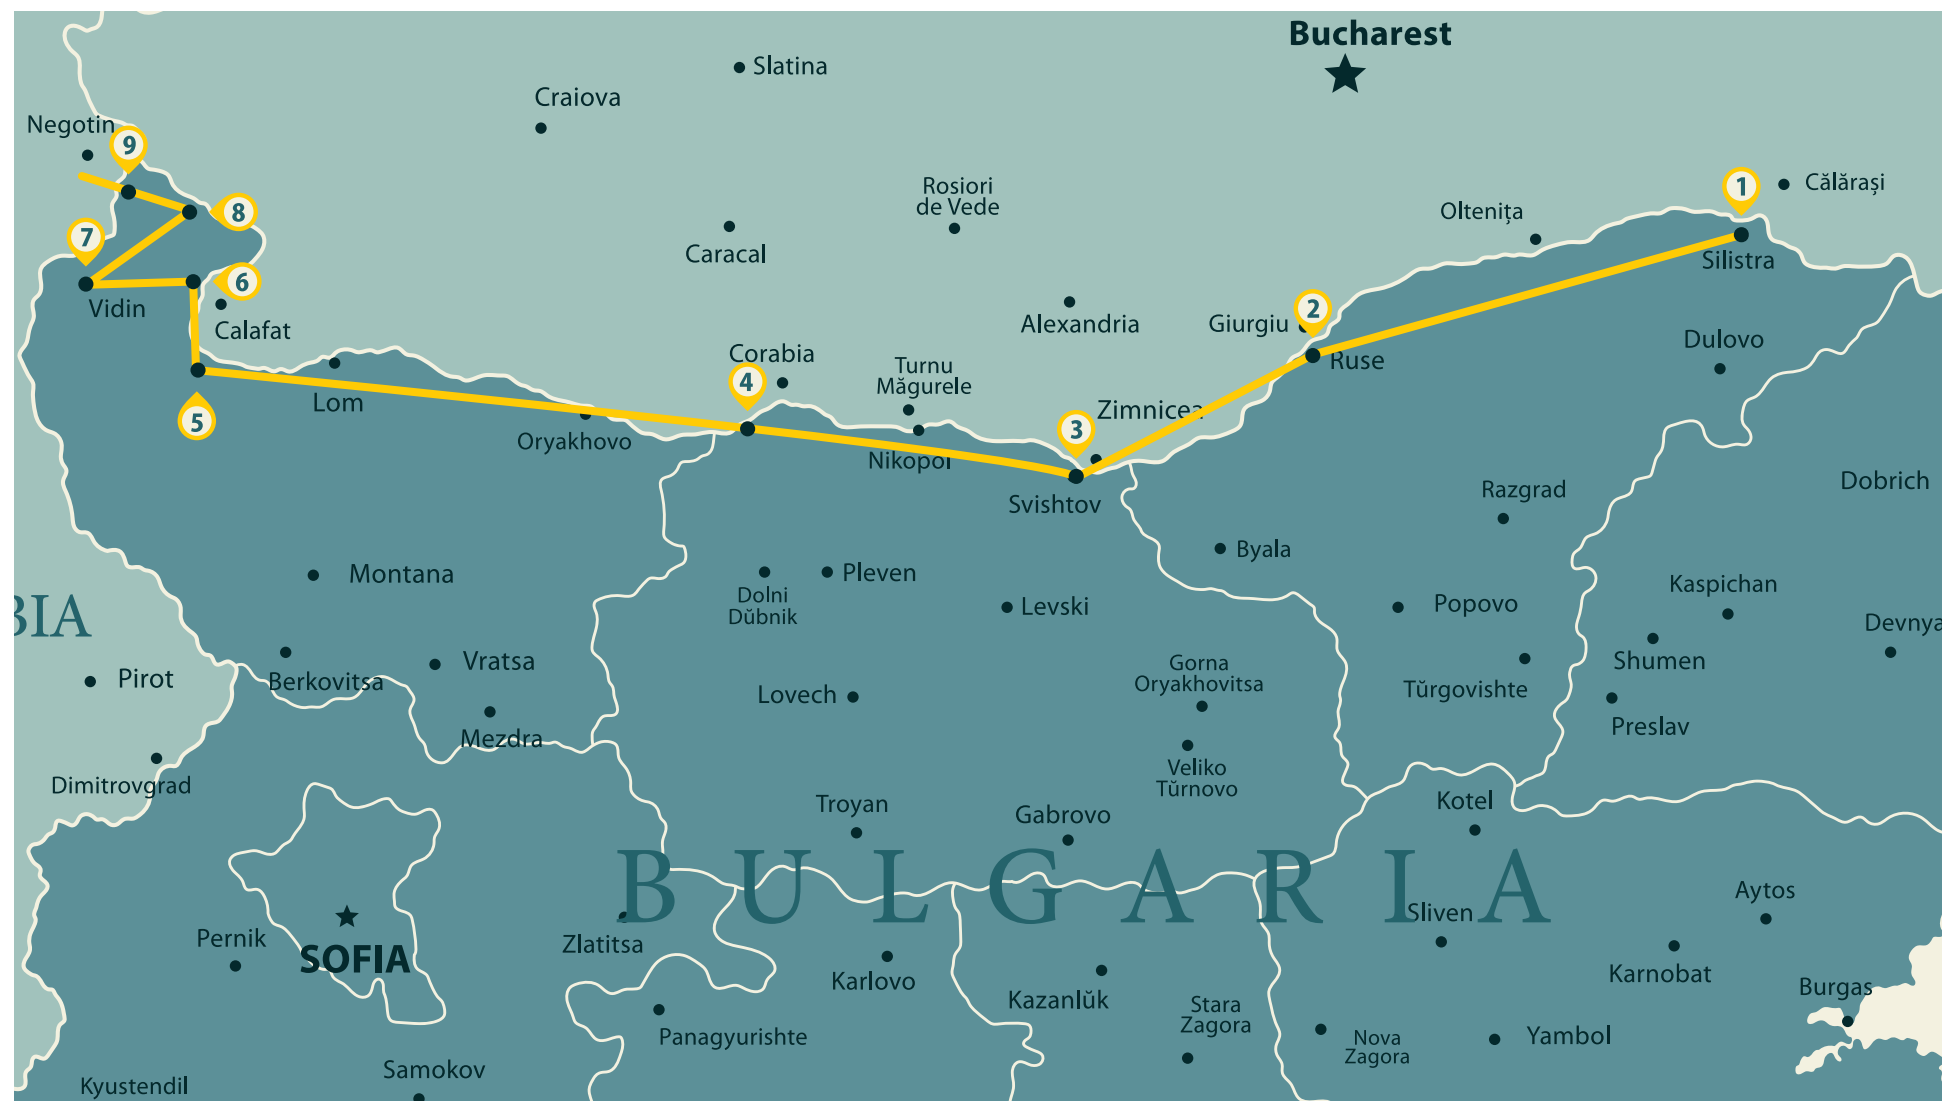 Bucharest
Slatina
Craiova
Negotin
9
Călărași
1
Rosiori
de Vede
Oltenița
8
7
Caracal
Silistra
6
Vidin
Calafat
2
Alexandria
Giurgiu
Dulovo
Corabia
Turnu
Măgurele
Ruse
4
Lom
Zimnicea
5
3
Oryakhovo
Nikopol
Svishtov
Dobrich
Razgrad
Byala
Montana
Pleven
Dolni
Dŭbnik
Levski
Popovo
Kaspichan
BIA
Devnya
Vratsa
Shumen
Pirot
Berkovitsa
Gorna
Oryakhovitsa
Lovech
Tŭrgovishte
Preslav
Mezdra
Dimitrovgrad
Veliko
Tŭrnovo
Troyan
Gabrovo
Kotel
BULGARIA
Aytos
Sliven
Pernik
SOFIA
Zlatitsa
Karlovo
Karnobat
Kazanlŭk
Burgas
Stara
Zagora
Panagyurishte
Nova
Zagora
Yambol
Samokov
Kyustendil